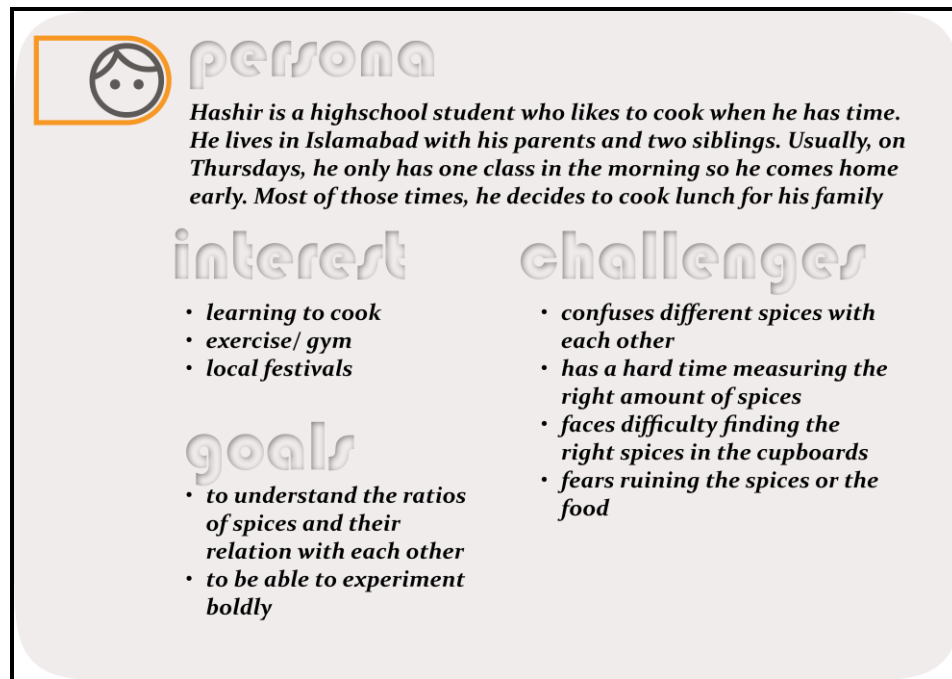 persona
Hashir is a highschool student who likes to cook when he has time.
He lives in Islamabad with his parents and two siblings. Usually, on
Thursdays, he only has one class in the morning so he comes home
early. Most of those times, he decides to cook lunch for his family
interest
• learning to cook
• exercise/ gym
• local festivals
goals
• to understand the ratios
of spices and their
relation with each other
• to be able to experiment
boldly
challenges
• confuses different spices with
each other
• has a hard time measuring the
right amount of spices
• faces difficulty finding the
right spices in the cupboards
• fears ruining the spices or the
food